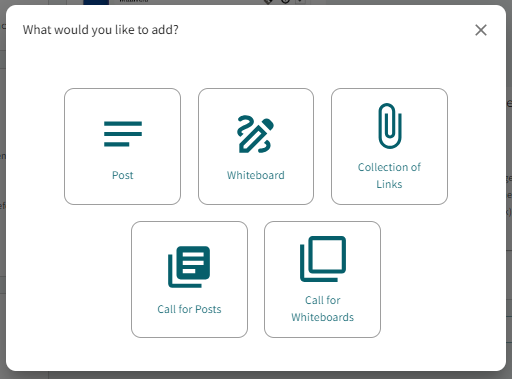 What would you like to add?
Post
Whiteboard
Collection of
Links
Call for Posts
Call for
Whiteboards